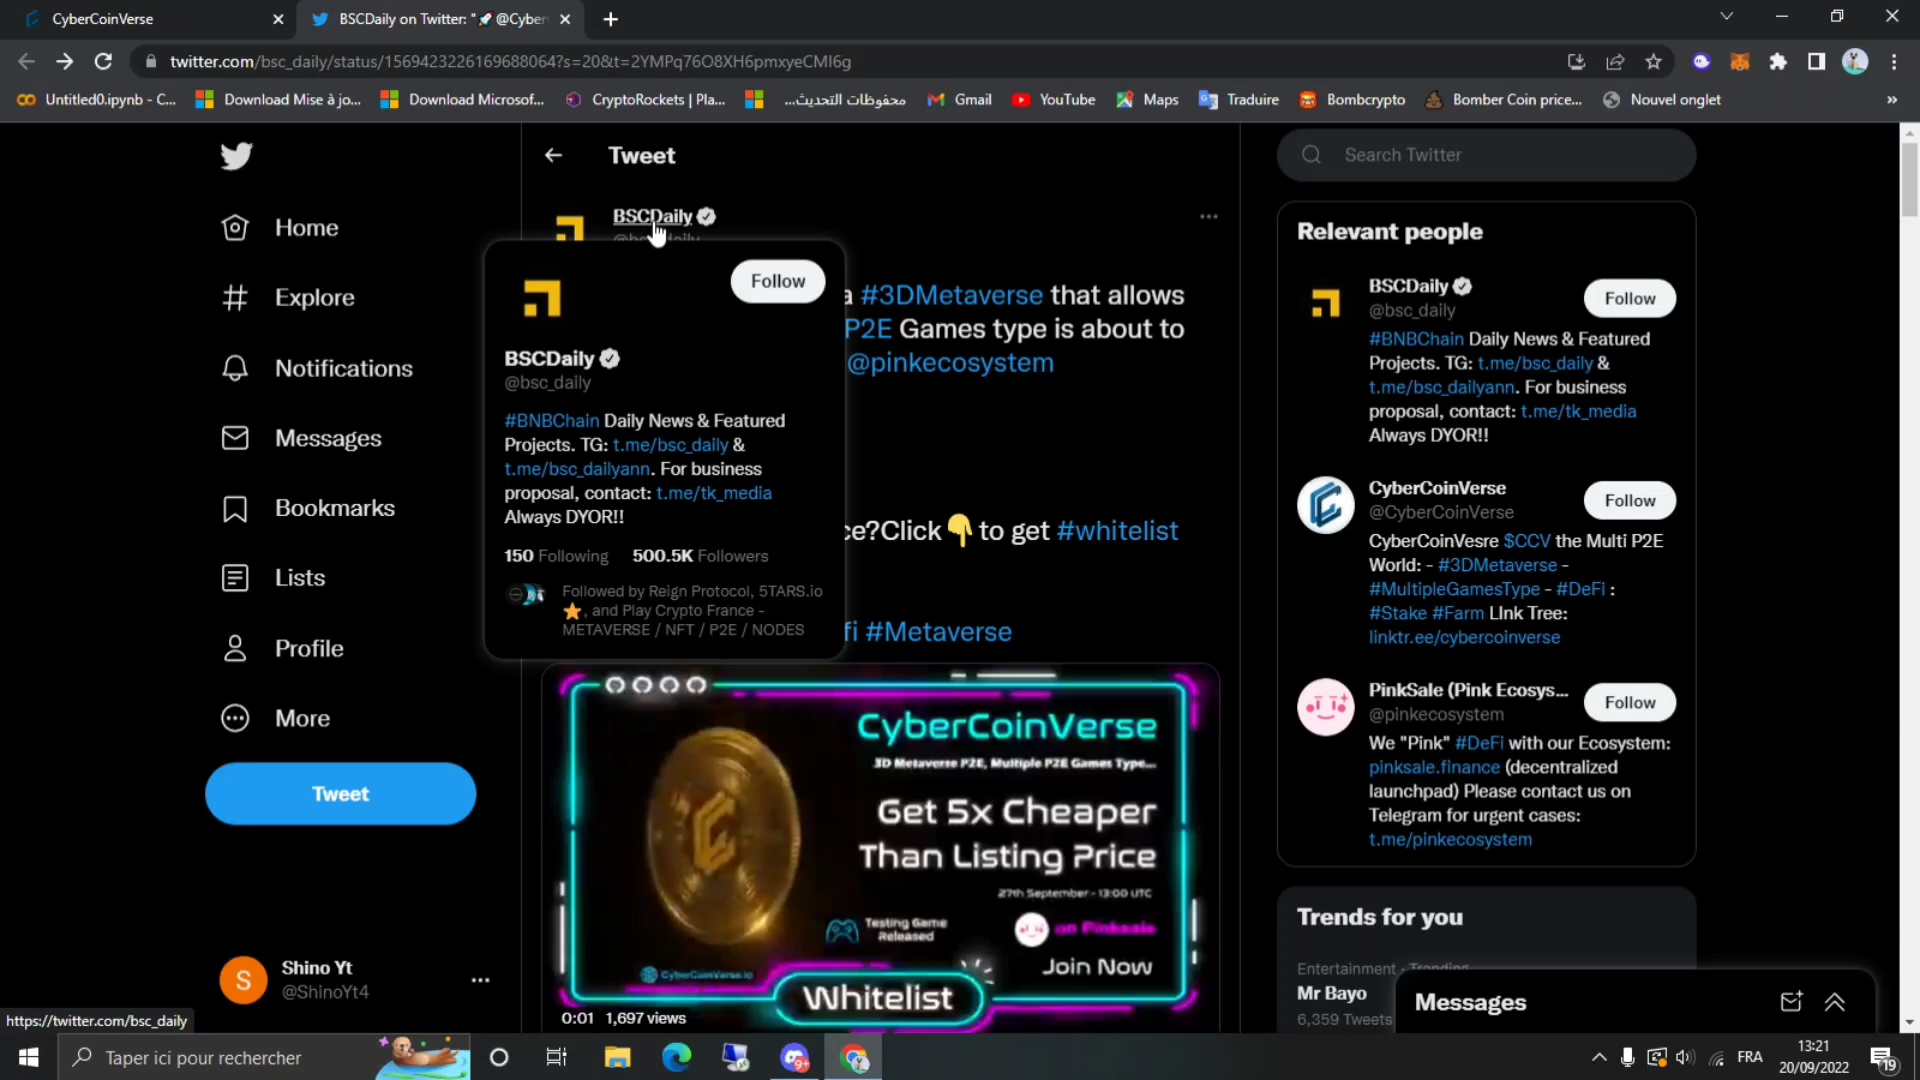 CyberCoinVerse
BSCDaily on Twitter: "🚀@Cyber
twitter.com/bsc_daily/status/1569423226169688064?s=20&t=2YMPq76O8XH6pmxyeCMI6g
Untitled0.ipynb - C...
Download Mise à jo...
Download Microsof...
CryptoRockets | Pla...
محفوظات التحديث...
Gmail
YouTube
Maps
Traduire
Bombcrypto
Bomber Coin price...
Nouvel onglet
»
Home
Explore
Notifications
Messages
Bookmarks
Lists
Profile
More
Tweet
Shino Yt
@ShinoYt4
S
https://twitter.com/bsc_daily
Tweet
BSCDaily
a #3DMetaverse that allows
P2E Games type is about to
@pinkecosystem
ce?Click👇to get #whitelist
fi #Metaverse
Follow
BSCDaily
@bsc_daily
#BNBChain Daily News & Featured
Projects. TG: t.me/bsc_daily &
t.me/bsc_dailyann. For business
proposal, contact: t.me/tk_media
Always DYOR!!
150 Following 500.5K Followers
Followed by Reign Protocol, 5TARS.io
⭐, and Play Crypto France -
METAVERSE / NFT / P2E / NODES
CyberCoinVerse
3D Metaverse P2E, Multiple P2E Games Type...
Get 5x Cheaper
Than Listing Price
27th September - 13:00 UTC
Testing Game
Released
on Pinksale
CyberCoinVerse.io
Join Now
Whitelist
0:01 1,697 views
Search Twitter
Relevant people
BSCDaily
@bsc_daily
Follow
#BNBChain Daily News & Featured
Projects. TG: t.me/bsc_daily &
t.me/bsc_dailyann. For business
proposal, contact: t.me/tk_media
Always DYOR!!
CyberCoinVerse
@CyberCoinVerse
Follow
CyberCoinVesre $CCV the Multi P2E
World: - #3DMetaverse -
#MultipleGamesType - #DeFi :
#Stake #Farm LInk Tree:
linktr.ee/cybercoinverse
PinkSale (Pink Ecosys...
@pinkecosystem
Follow
We "Pink" #DeFi with our Ecosystem:
pinksale.finance (decentralized
launchpad) Please contact us on
Telegram for urgent cases:
t.me/pinkecosystem
Trends for you
Entertainment · Trending
Mr Bayo
6,359 Tweets
Messages
Taper ici pour rechercher
9+
FRA
13:21
20/09/2022
19